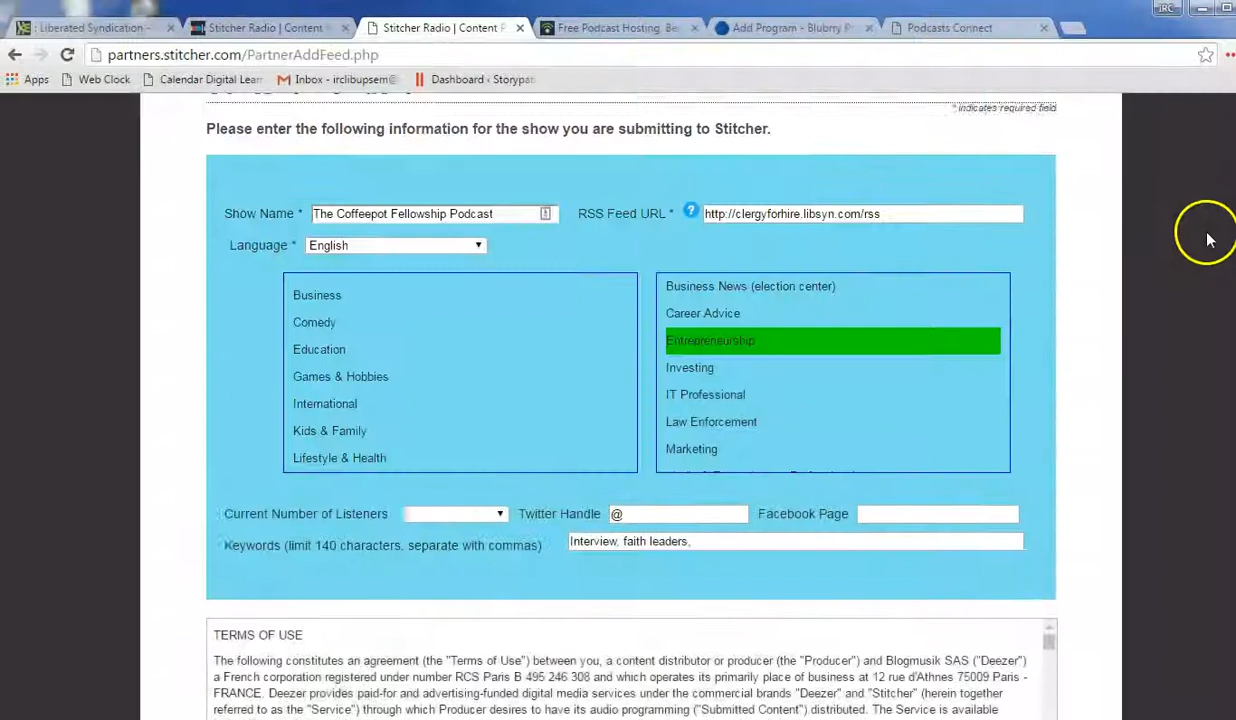 IRC
: Liberated Syndication -
Stitcher Radio | Content
Stitcher Radio | Content P
Free Podcast Hosting, Be
Add Program - Blubrry P
Podcasts Connect
partners.stitcher.com/PartnerAddFeed.php
Apps
Web Clock
Calendar Digital Lear
Inbox - irclibupsem@
Dashboard ‹ Storypat
* indicates required field
Please enter the following information for the show you are submitting to Stitcher.
Show Name * The Coffeepot Fellowship Podcast RSS Feed URL * ? http://clergyforhire.libsyn.com/rss
Language * English
Business
Comedy
Education
Games & Hobbies
International
Kids & Family
Lifestyle & Health
Business News (election center)
Career Advice
Entrepreneurship
Investing
IT Professional
Law Enforcement
Marketing
Current Number of Listeners Twitter Handle @ Facebook Page
Keywords (limit 140 characters, separate with commas) Interview, faith leaders,
TERMS OF USE
The following constitutes an agreement (the "Terms of Use") between you, a content distributor or producer (the "Producer") and Blogmusik SAS ("Deezer")
a French corporation registered under number RCS Paris B 495 246 308 and which operates its primarily place of business at 12 rue d'Athnes 75009 Paris -
FRANCE. Deezer provides paid-for and advertising-funded digital media services under the commercial brands "Deezer" and "Stitcher" (herein together
referred to as the "Service") through which Producer desires to have its audio programming ("Submitted Content") distributed. The Service is available